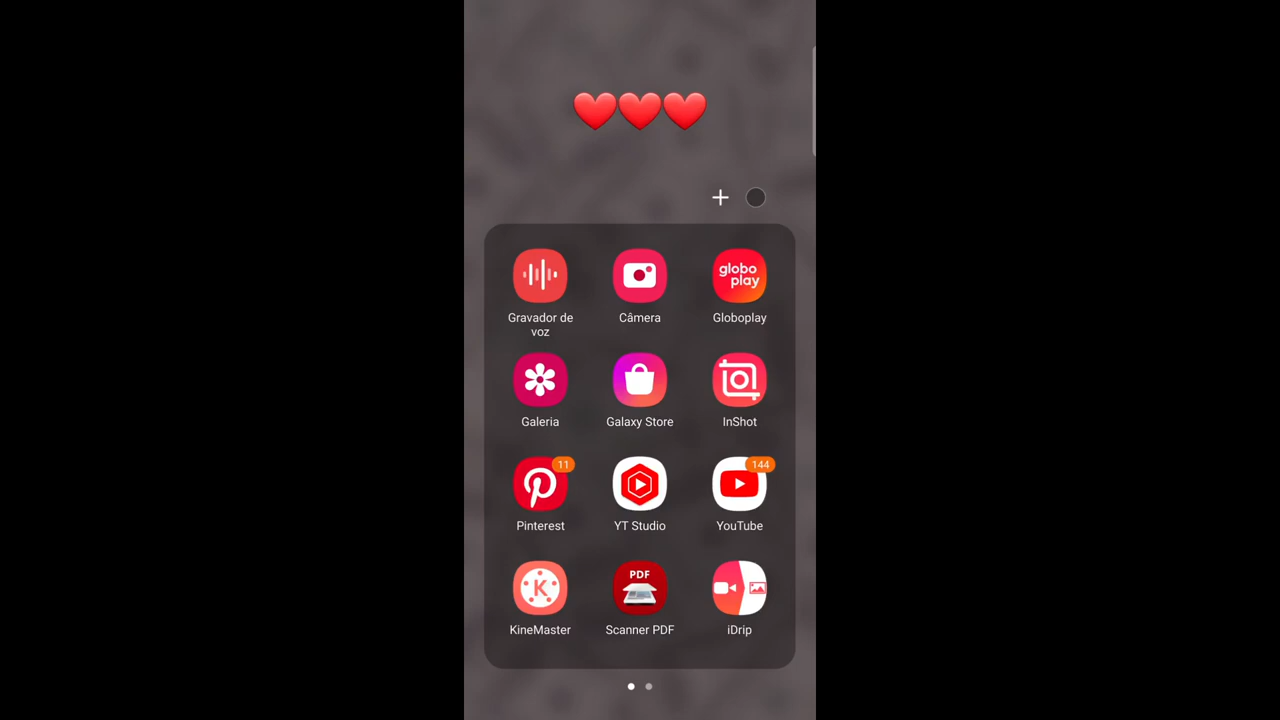 ❤️❤️❤️
Gravador de
voz
Câmera
globo
play
Globoplay
Galeria
Galaxy Store
InShot
11
Pinterest
YT Studio
144
YouTube
K
KineMaster
PDF
Scanner PDF
iDrip